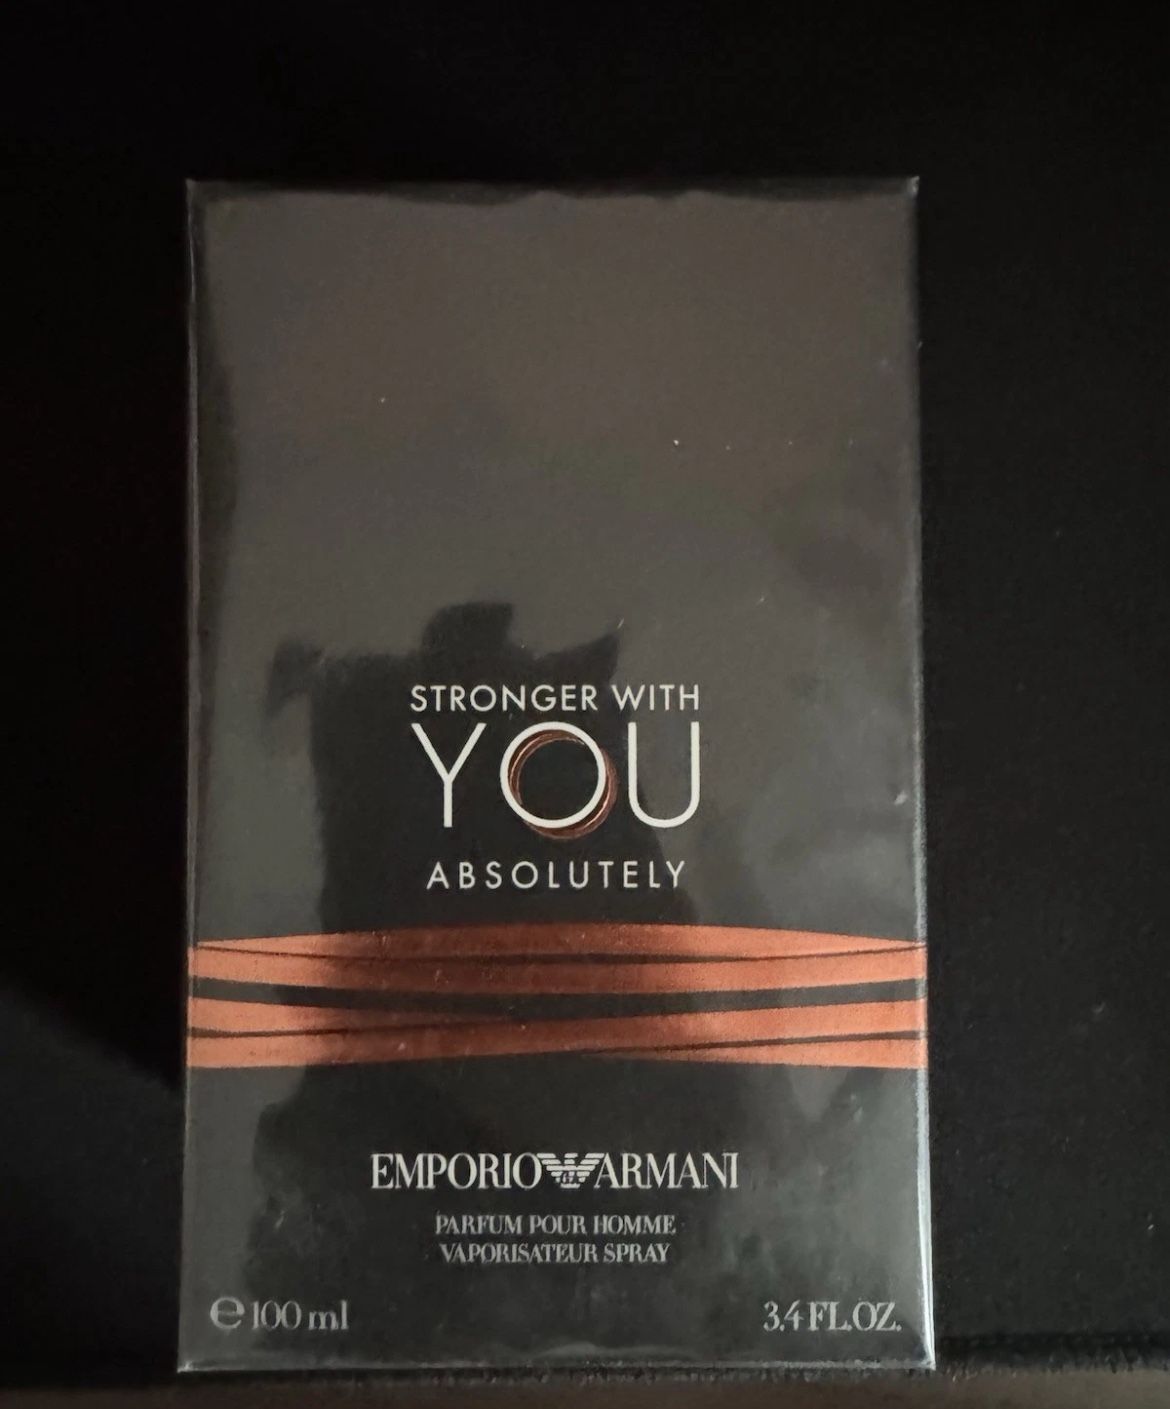 STRONGER WITH
YOU
ABSOLUTELY
EMPORIO ARMANI
PARFUM POUR HOMME
VAPORISATEUR SPRAY
℮ 100 ml 3.4 FL.OZ.